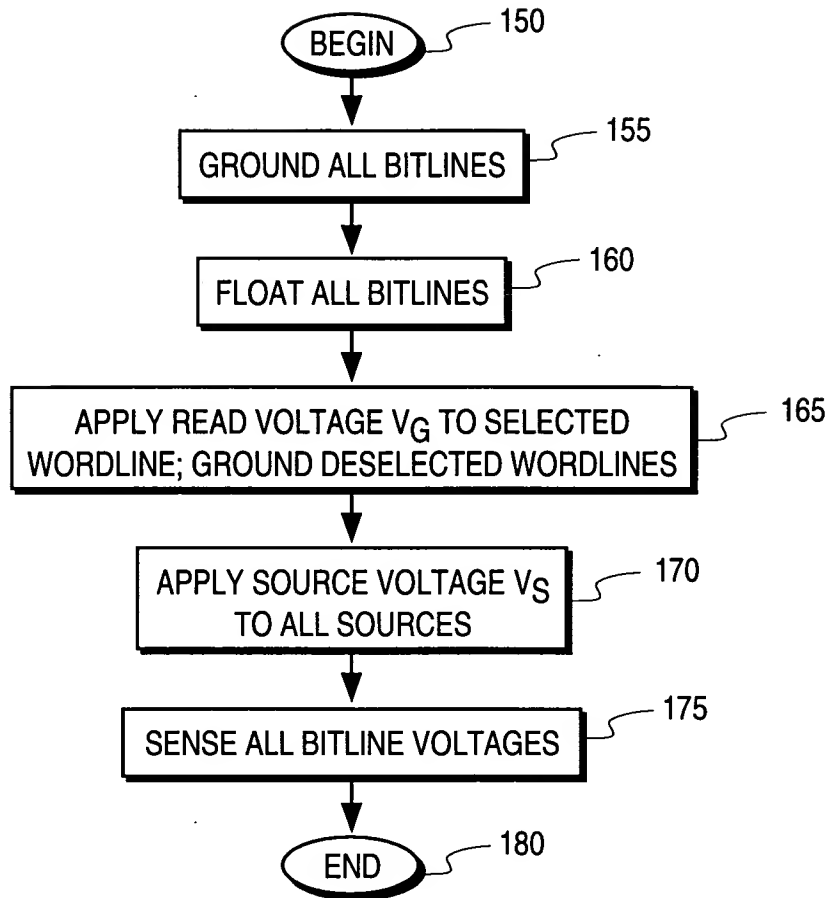 BEGIN
150
GROUND ALL BITLINES
155
FLOAT ALL BITLINES
160
APPLY READ VOLTAGE VG TO SELECTED
WORDLINE; GROUND DESELECTED WORDLINES
165
APPLY SOURCE VOLTAGE VS
TO ALL SOURCES
170
SENSE ALL BITLINE VOLTAGES
175
END
180